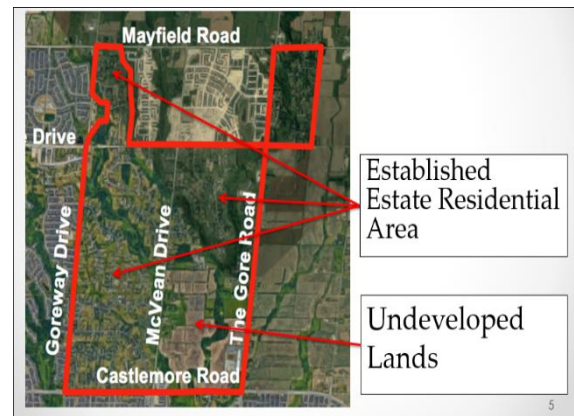 Mayfield Road
e Drive
Goreway Drive
McVean Drive
The Gore Road
Castlemore Road
Established
Estate Residential
Area
Undeveloped
Lands
5